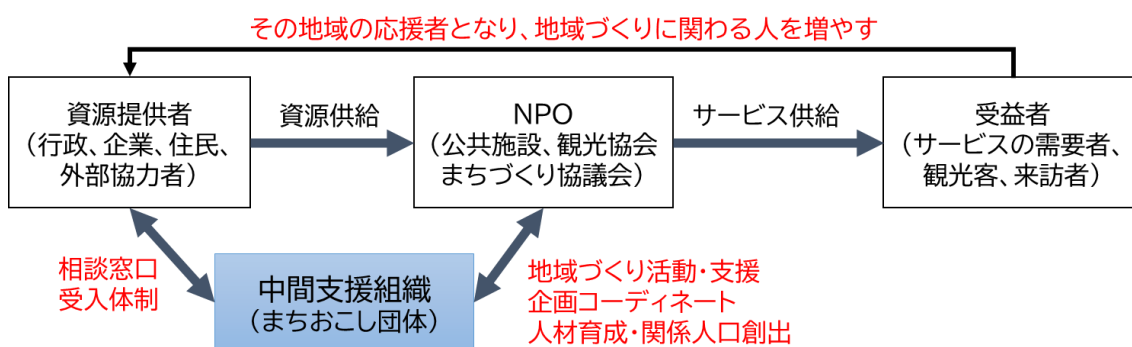 その地域の応援者となり、地域づくりに関わる人を増やす
資源提供者
（行政、企業、住民、
外部協力者）
資源供給
NPO
（公共施設、観光協会
まちづくり協議会）
サービス供給
受益者
（サービスの需要者、
観光客、来訪者）
相談窓口
受入体制
中間支援組織
（まちおこし団体）
地域づくり活動・支援
企画コーディネート
人材育成・関係人口創出